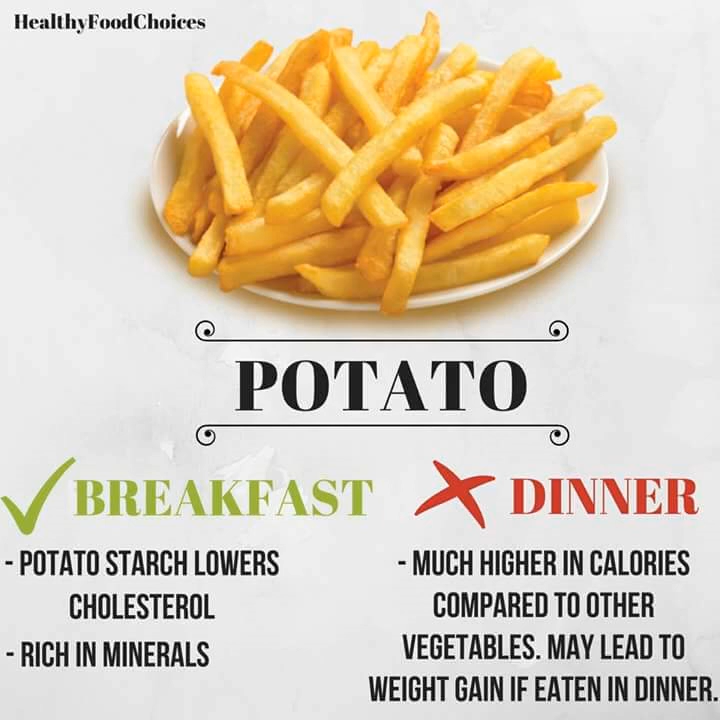 HealthyFoodChoices
POTATO
BREAKFAST
- POTATO STARCH LOWERS
CHOLESTEROL
- RICH IN MINERALS
DINNER
- MUCH HIGHER IN CALORIES
COMPARED TO OTHER
VEGETABLES. MAY LEAD TO
WEIGHT GAIN IF EATEN IN DINNER.